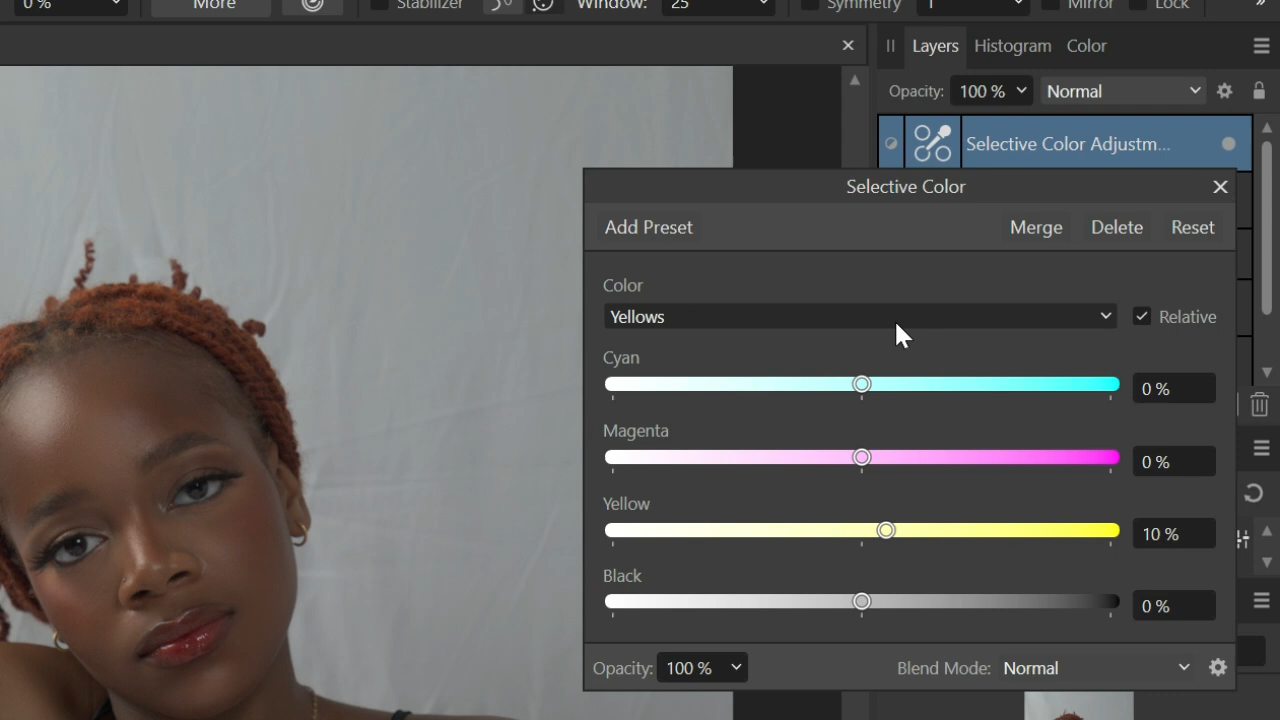 0 %
More
Stabilizer
Window:
25
Symmetry
1
Mirror
Lock
Layers
Histogram
Color
Opacity:
100 %
Normal
Selective Color Adjustm...
Selective Color
Add Preset
Merge
Delete
Reset
Color
Yellows
Relative
Cyan
0 %
Magenta
0 %
Yellow
10 %
Black
0 %
Opacity:
100 %
Blend Mode:
Normal